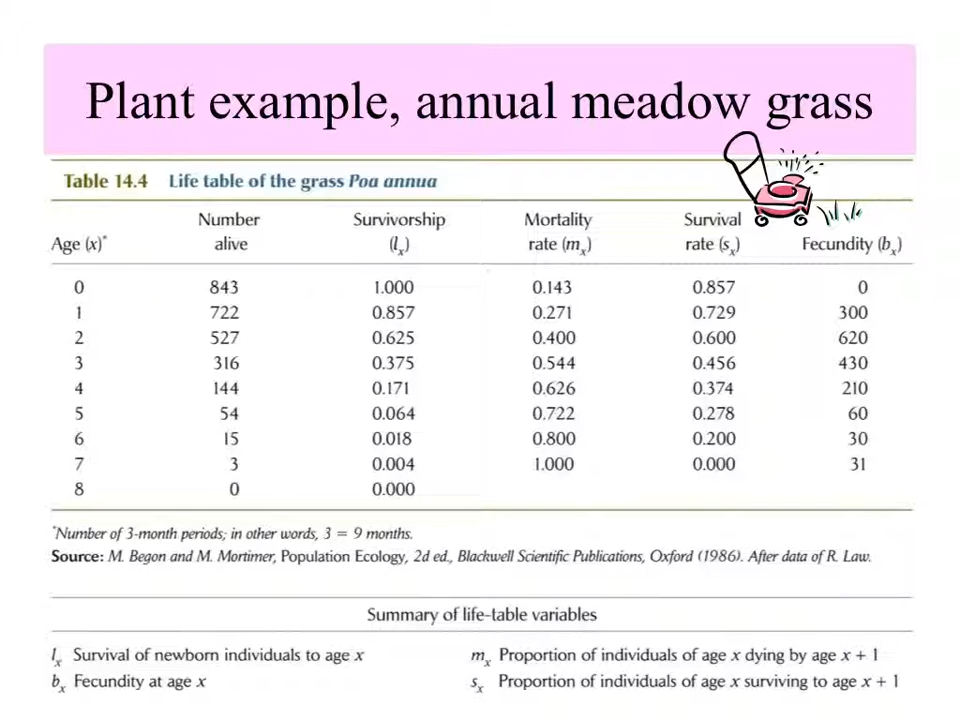 Plant example, annual meadow grass
Table 14.4 Life table of the grass Poa annua
Age (x)* Number alive Survivorship (lx) Mortality rate (mx) Survival rate (sx) Fecundity (bx)
0 843 1.000 0.143 0.857 0
1 722 0.857 0.271 0.729 300
2 527 0.625 0.400 0.600 620
3 316 0.375 0.544 0.456 430
4 144 0.171 0.626 0.374 210
5 54 0.064 0.722 0.278 60
6 15 0.018 0.800 0.200 30
7 3 0.004 1.000 0.000 31
8 0 0.000
*Number of 3-month periods; in other words, 3 = 9 months.
Source: M. Begon and M. Mortimer, Population Ecology, 2d ed., Blackwell Scientific Publications, Oxford (1986). After data of R. Law.
Summary of life-table variables
lx Survival of newborn individuals to age x mx Proportion of individuals of age x dying by age x + 1
bx Fecundity at age x sx Proportion of individuals of age x surviving to age x + 1